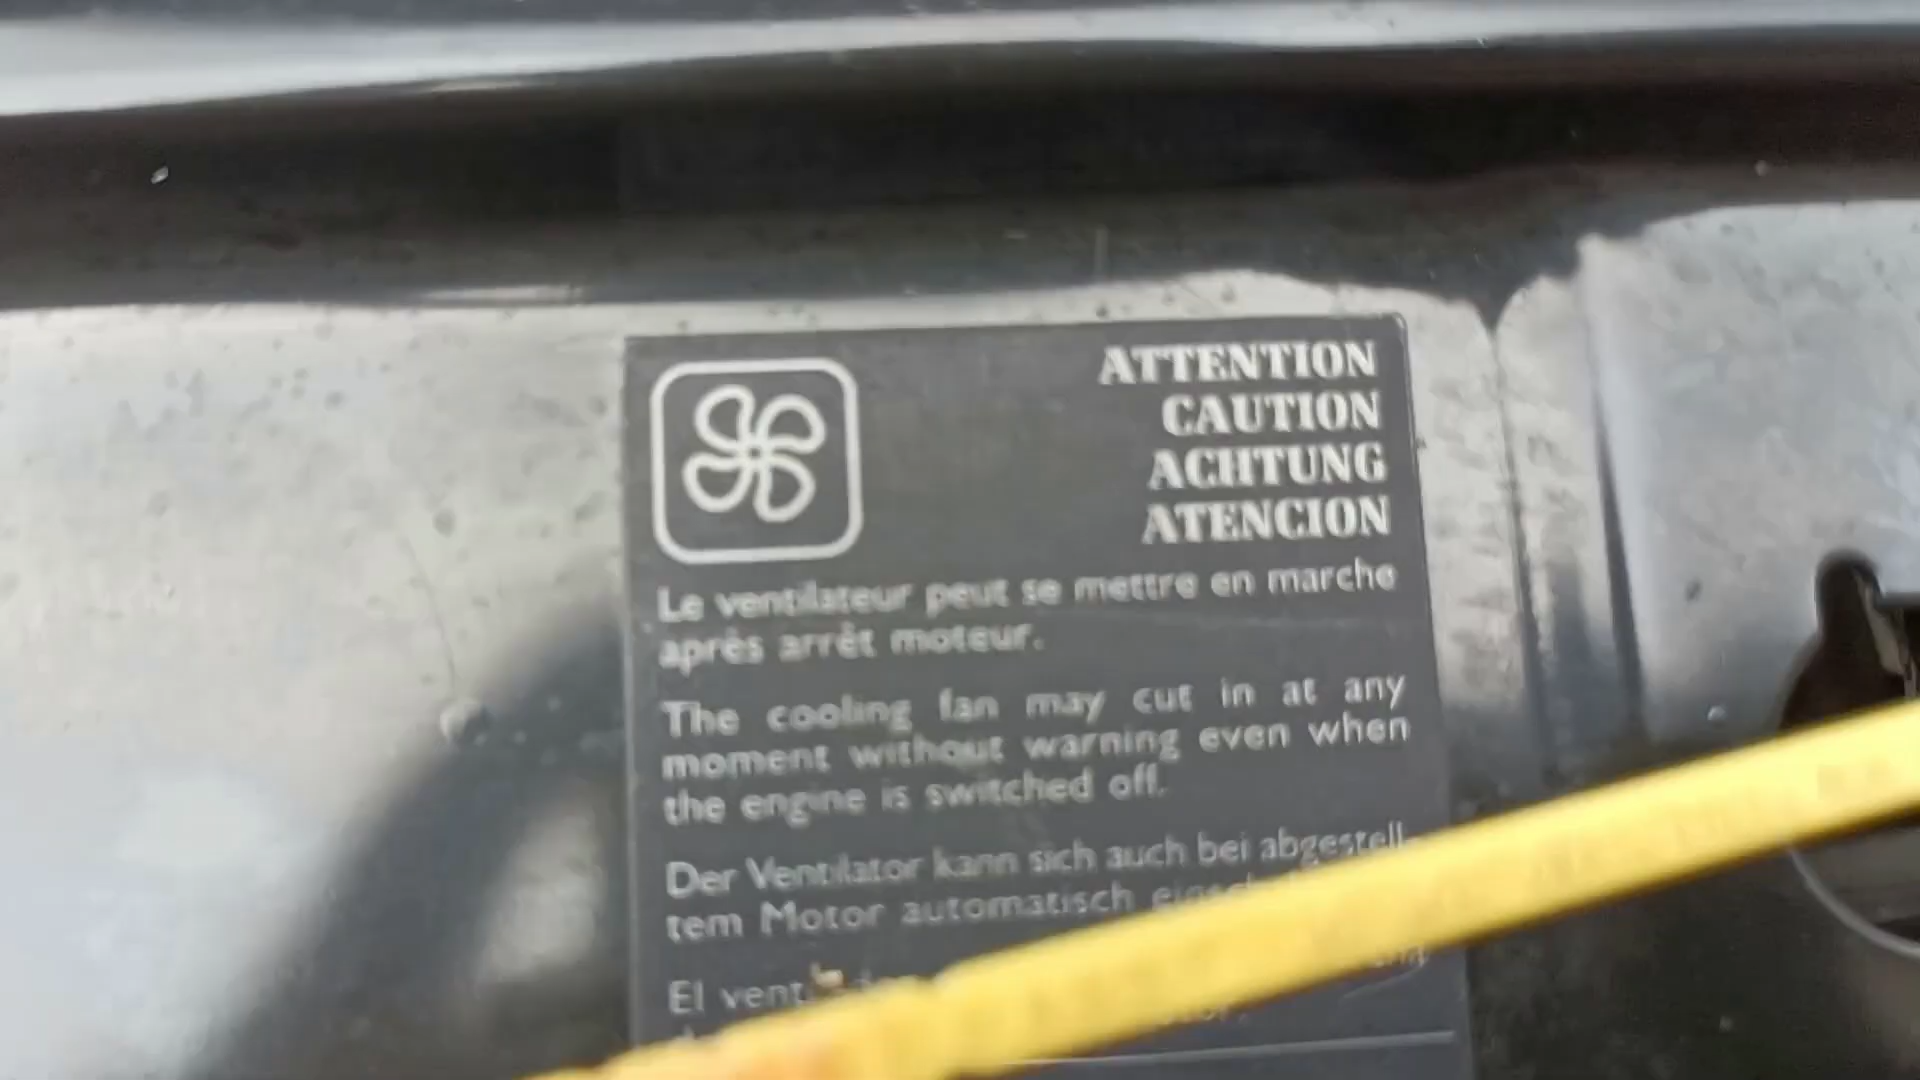 ATTENTION
CAUTION
ACHTUNG
ATENCION
Le ventilateur peut se mettre en marche
après arrêt moteur.
The cooling fan may cut in at any
moment without warning even when
the engine is switched off.
Der Ventilator kann sich auch bei abgestell-
tem Motor automatisch
El